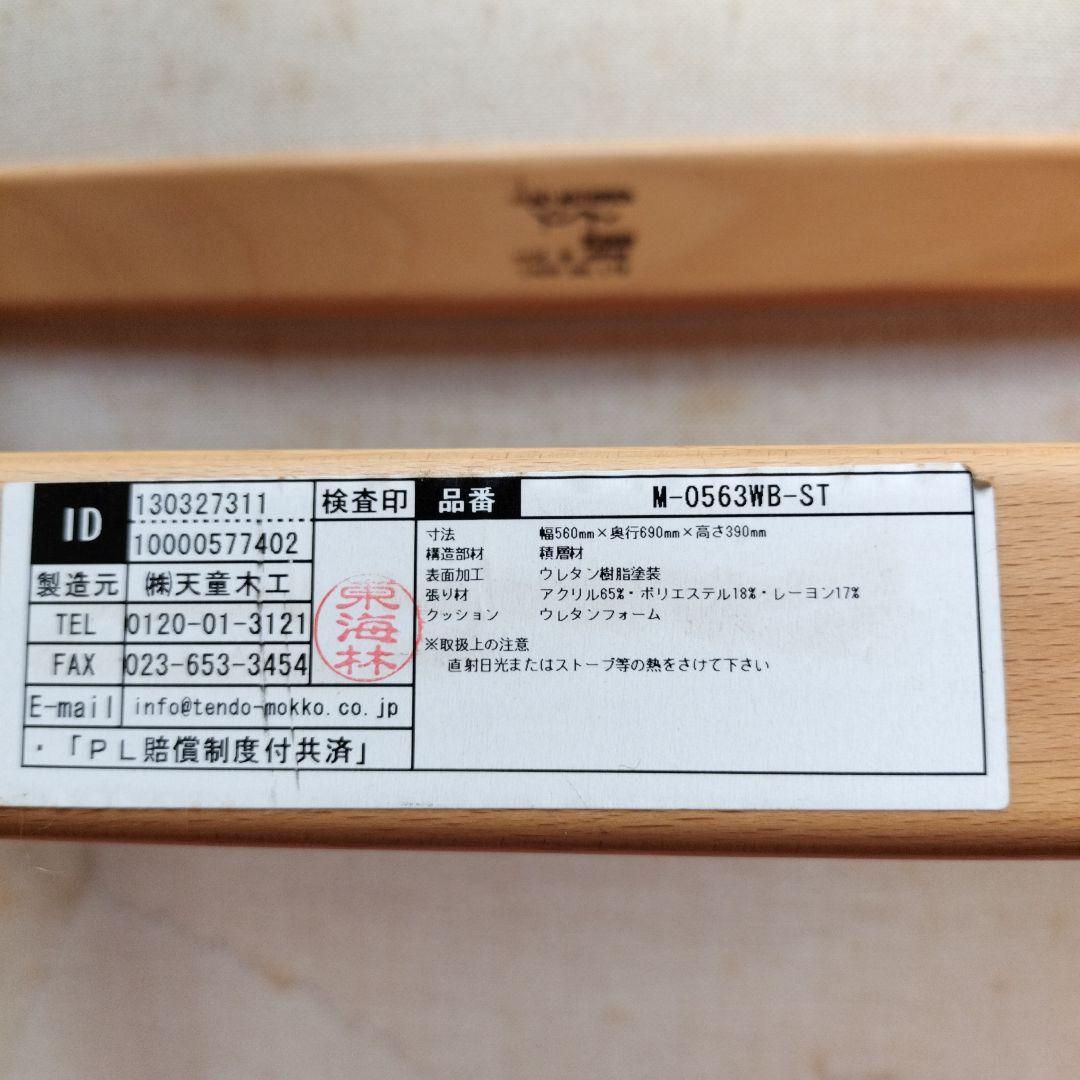 ID
130327311
10000577402
検査印
製造元
㈱天童木工
TEL
0120-01-3121
FAX
023-653-3454
東海林
E-mail
info@tendo-mokko.co.jp
・「ＰＬ賠償制度付共済」
品番
M-0563WB-ST
寸法 幅560mm×奥行690mm×高さ390mm
構造部材 積層材
表面加工 ウレタン樹脂塗装
張り材 アクリル65%・ポリエステル18%・レーヨン17%
クッション ウレタンフォーム
※取扱上の注意
直射日光またはストーブ等の熱をさけて下さい